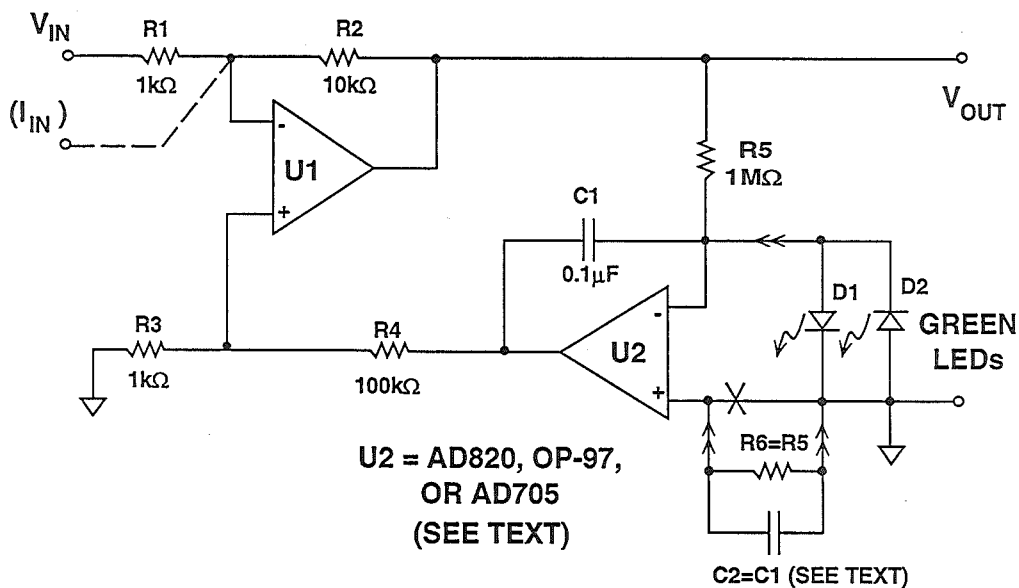 V_IN
R1
1kΩ
R2
10kΩ
(I_IN)
-
U1
+
V_OUT
R5
1MΩ
C1
0.1µF
D1
D2
GREEN
LEDs
R3
1kΩ
R4
100kΩ
-
U2
+
R6=R5
U2 = AD820, OP-97,
OR AD705
(SEE TEXT)
C2=C1 (SEE TEXT)